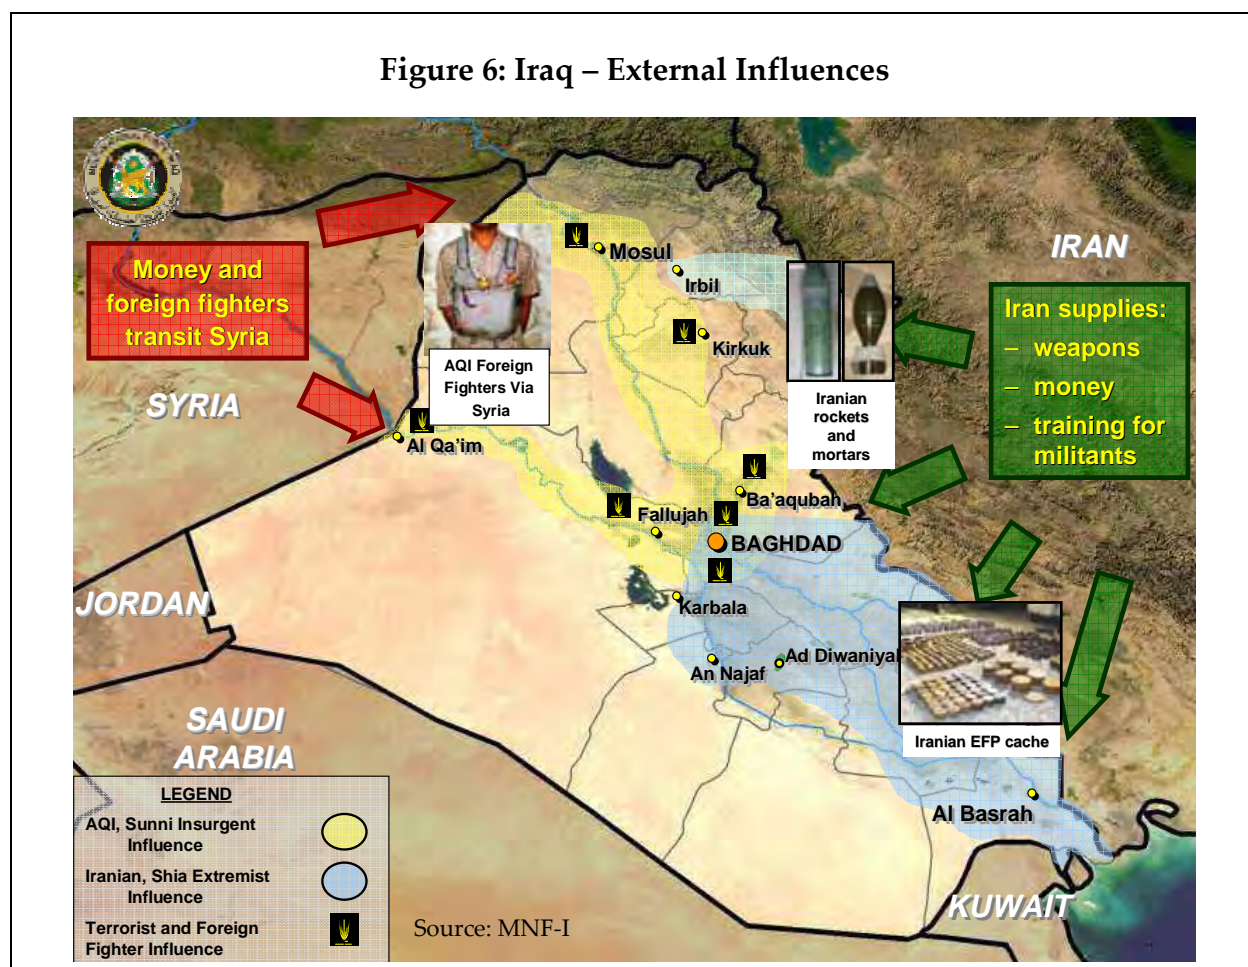 Figure 6: Iraq – External Influences
Money and
foreign fighters
transit Syria
IRAN
Iran supplies:
– weapons
– money
– training for
militants
Mosul
Irbil
Kirkuk
AQI Foreign
Fighters Via
Syria
Iranian
rockets
and
mortars
SYRIA
Al Qa’im
Ba’aqubah
Fallujah
BAGHDAD
JORDAN
Karbala
Ad Diwaniyah
An Najaf
Iranian EFP cache
SAUDI
ARABIA
Al Basrah
KUWAIT
LEGEND
AQI, Sunni Insurgent
Influence
Iranian, Shia Extremist
Influence
Terrorist and Foreign
Fighter Influence
Source: MNF-I